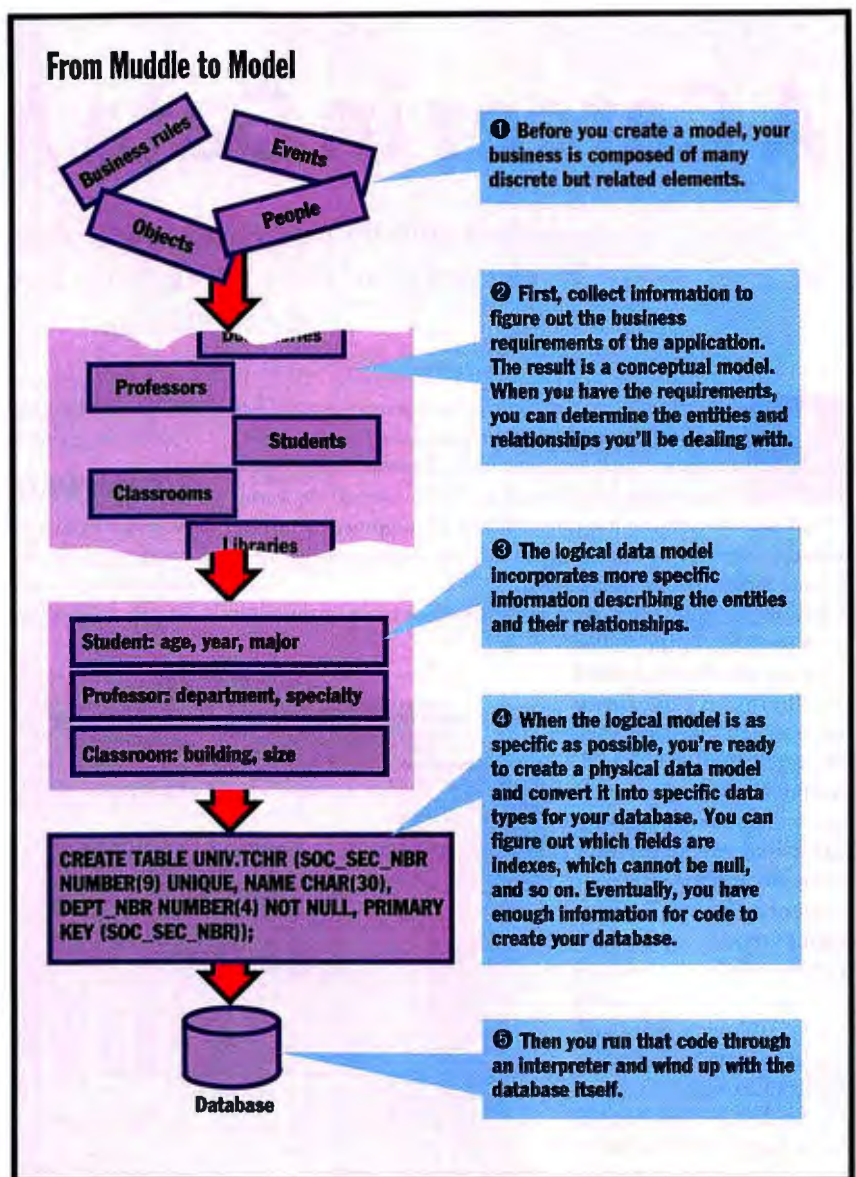 From Muddle to Model
Business rules
Events
Objects
People
❶ Before you create a model, your
business is composed of many
discrete but related elements.
❷ First, collect information to
figure out the business
requirements of the application.
The result is a conceptual model.
When you have the requirements,
you can determine the entities and
relationships you'll be dealing with.
Professors
Students
Classrooms
Libraries
❸ The logical data model
incorporates more specific
information describing the entities
and their relationships.
Student: age, year, major
Professor: department, specialty
Classroom: building, size
❹ When the logical model is as
specific as possible, you're ready
to create a physical data model
and convert it into specific data
types for your database. You can
figure out which fields are
indexes, which cannot be null,
and so on. Eventually, you have
enough information for code to
create your database.
CREATE TABLE UNIV.TCHR (SOC_SEC_NBR
NUMBER(9) UNIQUE, NAME CHAR(30),
DEPT_NBR NUMBER(4) NOT NULL, PRIMARY
KEY (SOC_SEC_NBR));
❺ Then you run that code through
an interpreter and wind up with the
database itself.
Database